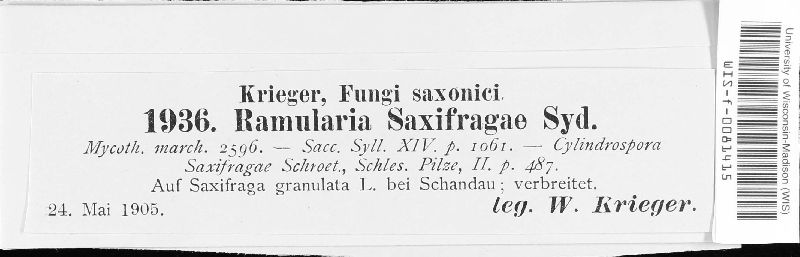 Krieger, Fungi saxonici.
1936. Ramularia Saxifragae Syd.
Mycoth. march. 2596. — Sacc. Syll. XIV. p. 1061. — Cylindrospora
Saxifragae Schroet., Schles. Pilze, II. p. 487.
Auf Saxifraga granulata L. bei Schandau; verbreitet.
24. Mai 1905.
leg. W. Krieger.
WIS-f-0081415
University of Wisconsin-Madison (WIS)